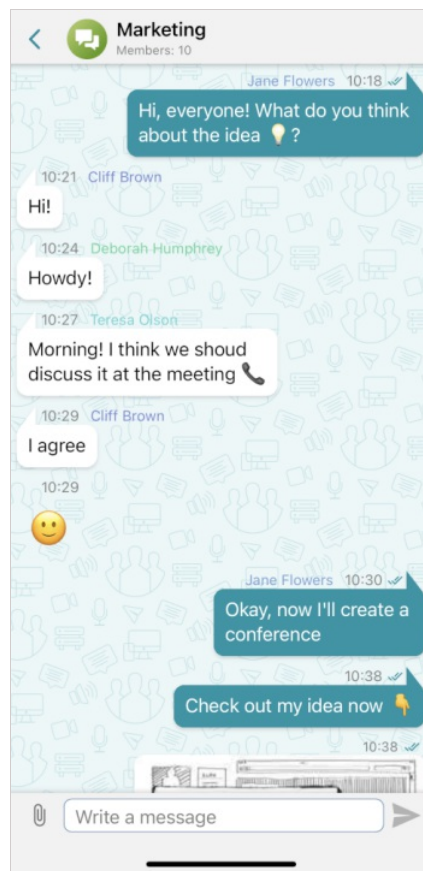 Marketing
Members: 10
Jane Flowers 10:18
Hi, everyone! What do you think
about the idea 💡?
10:21 Cliff Brown
Hi!
10:24 Deborah Humphrey
Howdy!
10:27 Teresa Olson
Morning! I think we shoud
discuss it at the meeting 📞
10:29 Cliff Brown
I agree
10:29
🙂
Jane Flowers 10:30
Okay, now I'll create a
conference
10:38
Check out my idea now 👇
10:38
Write a message